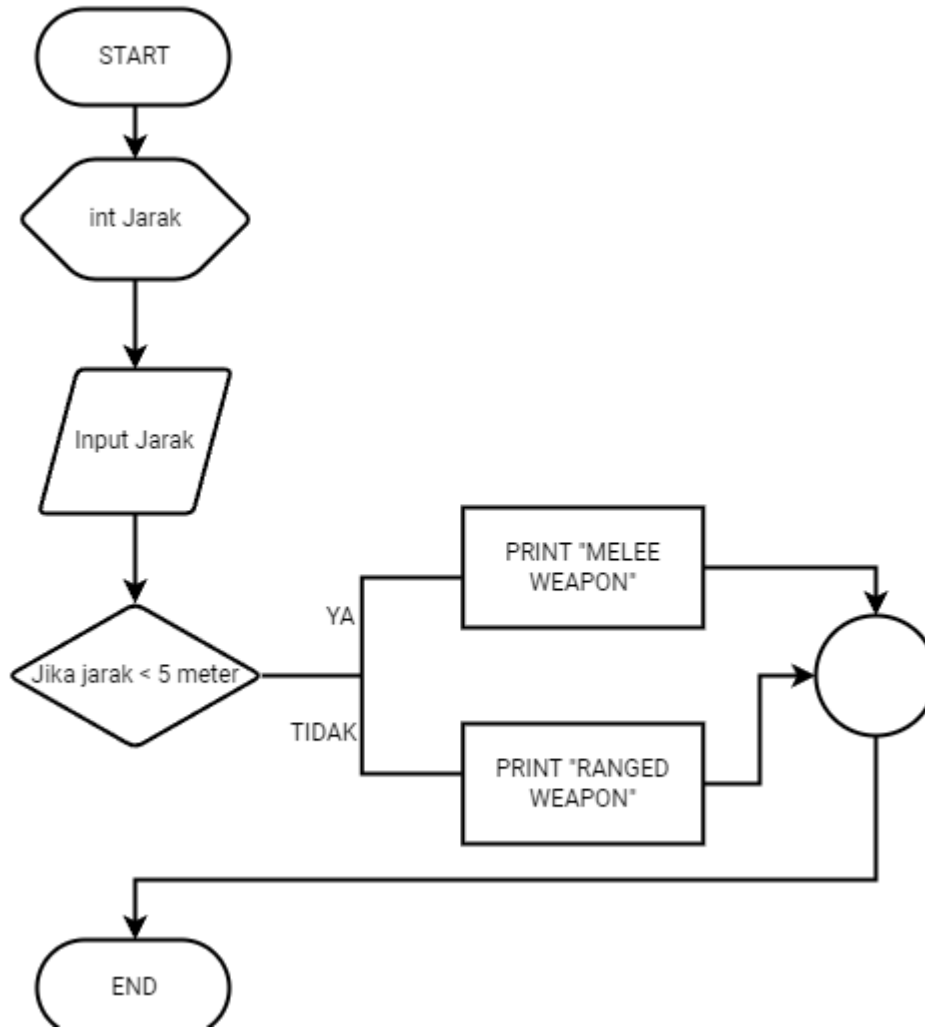 START
int Jarak
Input Jarak
Jika jarak < 5 meter
YA
TIDAK
PRINT "MELEE
WEAPON"
PRINT "RANGED
WEAPON"
END